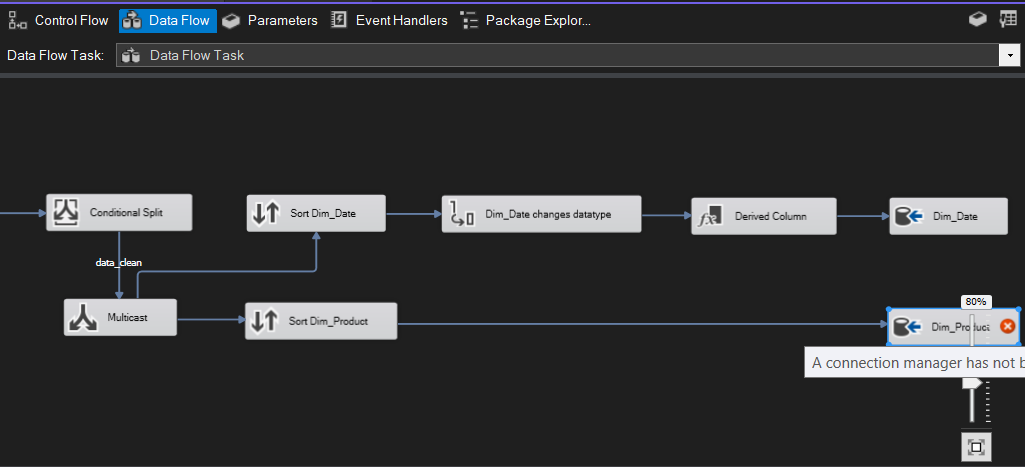 Control Flow Data Flow Parameters Event Handlers Package Explor...
Data Flow Task: Data Flow Task
Conditional Split Sort Dim_Date Dim_Date changes datatype Derived Column Dim_Date
data_clean
80%
Multicast Sort Dim_Product Dim_Product
A connection manager has not b